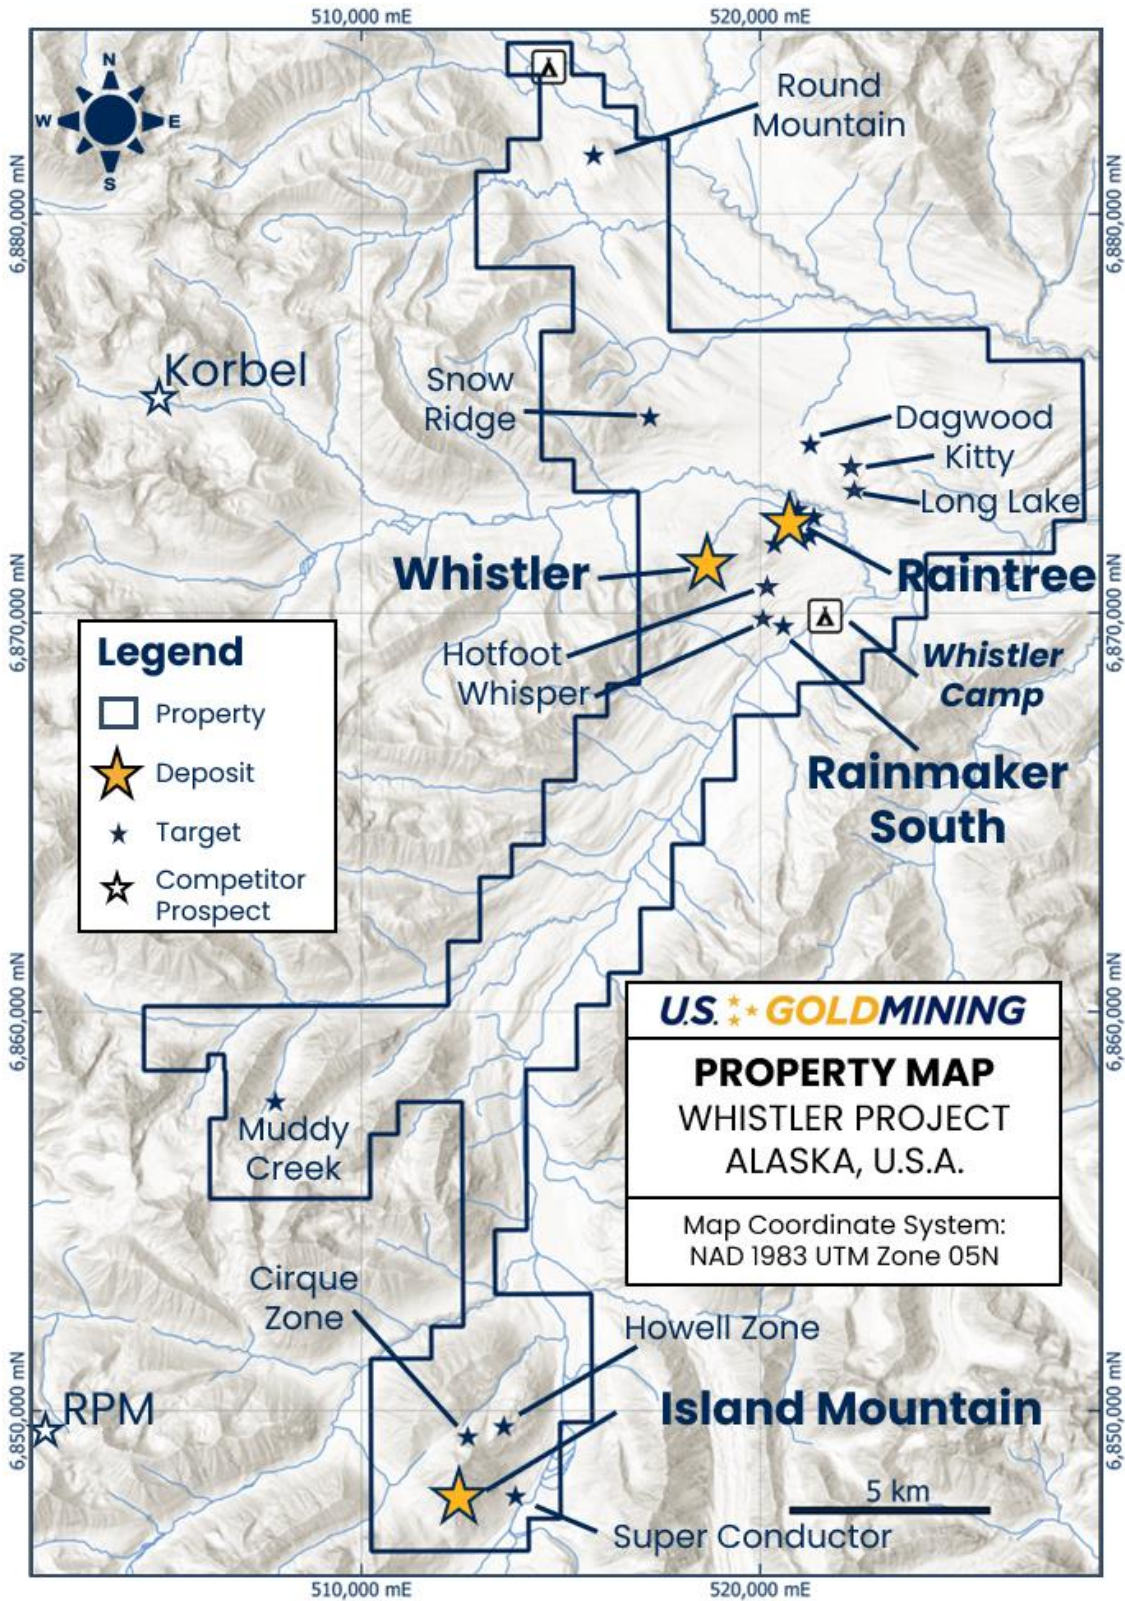 510,000 mE
520,000 mE
N
W
E
S
Round
Mountain
6,880,000 mN
6,880,000 mN
Korbel
Snow
Ridge
Dagwood
Kitty
Long Lake
Whistler
Raintree
6,870,000 mN
6,870,000 mN
Hotfoot
Whisper
Whistler
Camp
Rainmaker
South
Legend
Property
Deposit
Target
Competitor
Prospect
6,860,000 mN
6,860,000 mN
U.S. GOLDMINING
PROPERTY MAP
WHISTLER PROJECT
ALASKA, U.S.A.
Map Coordinate System:
NAD 1983 UTM Zone 05N
Muddy
Creek
Cirque
Zone
Howell Zone
RPM
Island Mountain
6,850,000 mN
6,850,000 mN
5 km
Super Conductor
510,000 mE
520,000 mE